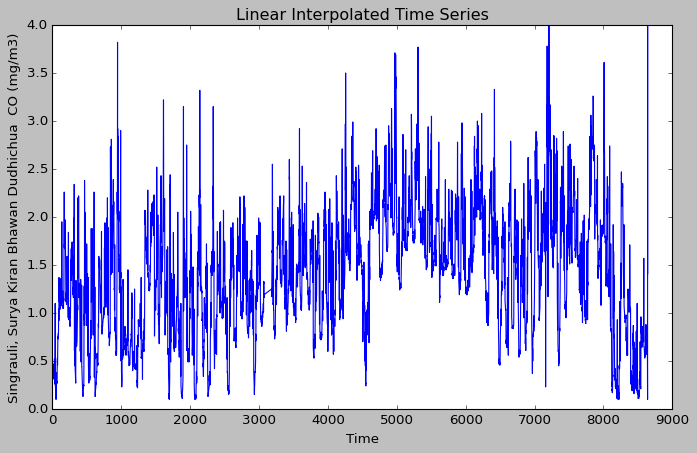 Linear Interpolated Time Series
Singrauli, Surya Kiran Bhawan Dudhichua  CO (mg/m3)
4.0
3.5
3.0
2.5
2.0
1.5
1.0
0.5
0.0
0 1000 2000 3000 4000 5000 6000 7000 8000 9000
Time